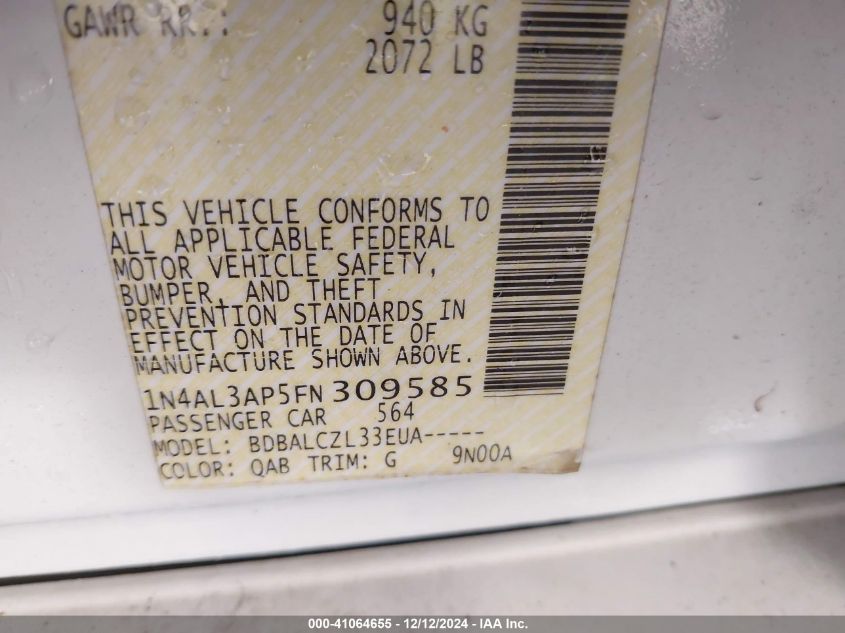 GAWR RR.: 940 KG
2072 LB
THIS VEHICLE CONFORMS TO
ALL APPLICABLE FEDERAL
MOTOR VEHICLE SAFETY,
BUMPER, AND THEFT
PREVENTION STANDARDS IN
EFFECT ON THE DATE OF
MANUFACTURE SHOWN ABOVE.
1N4AL3AP5FN309585
PASSENGER CAR 564
MODEL: BDBALCZL33EUA-----
COLOR: QAB TRIM: G 9N00A
000-41064655 - 12/12/2024 - IAA Inc.